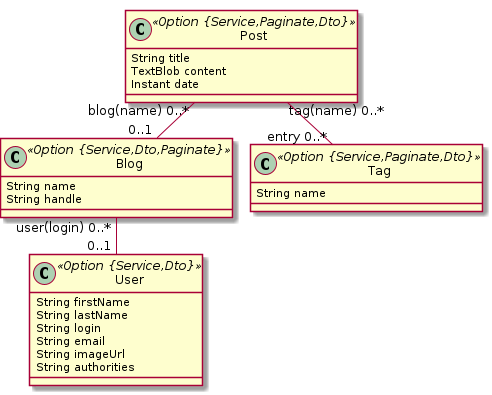 C «Option {Service,Paginate,Dto}»
Post
String title
TextBlob content
Instant date
blog(name) 0..*
tag(name) 0..*
0..1
entry 0..*
C «Option {Service,Dto,Paginate}»
Blog
String name
String handle
C «Option {Service,Paginate,Dto}»
Tag
String name
user(login) 0..*
0..1
C «Option {Service,Dto}»
User
String firstName
String lastName
String login
String email
String imageUrl
String authorities